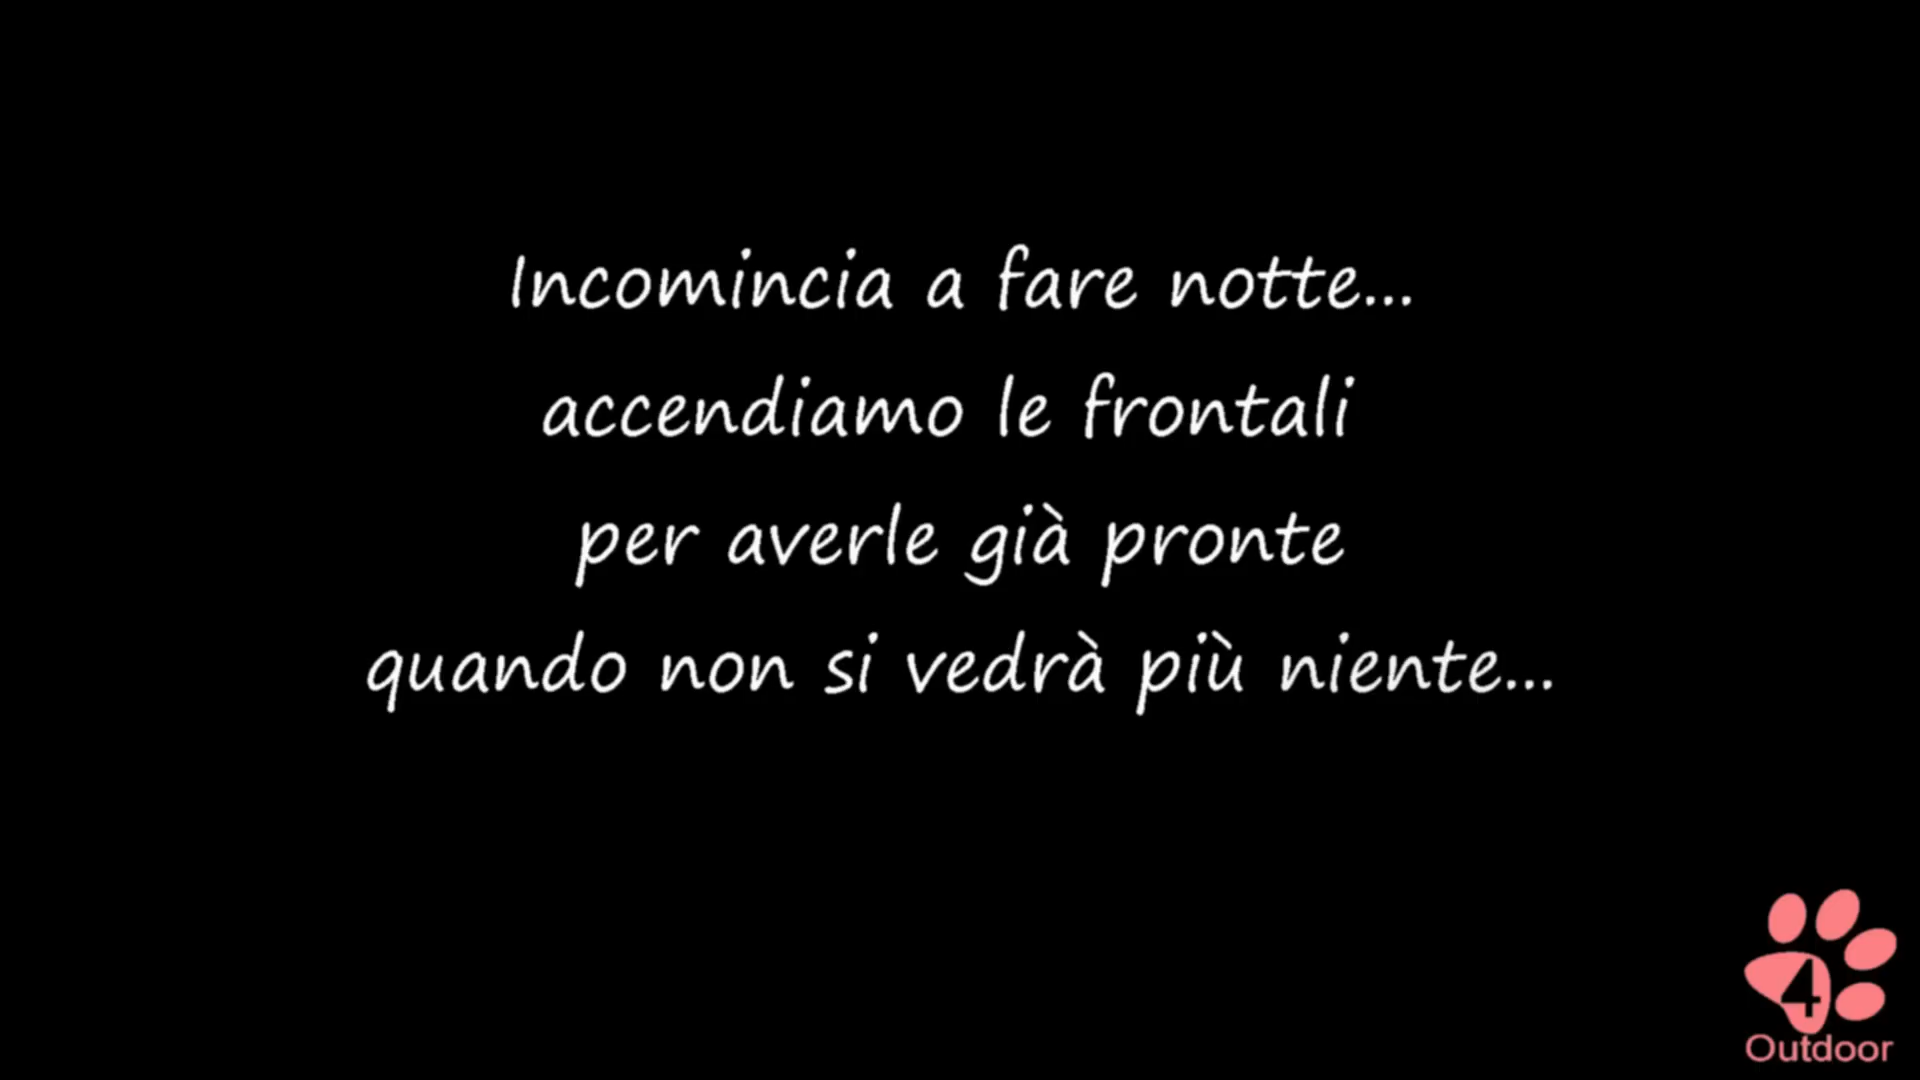 Incomincia a fare notte...
accendiamo le frontali
per averle già pronte
quando non si vedrà più niente...
4
Outdoor